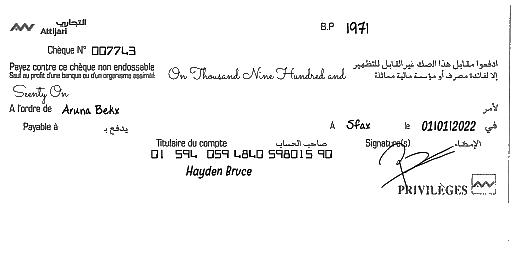 التجاري
Attijari
B.P 1971
Chèque N° 007743
Payez contre ce chèque non endossable
ادفعوا مقابل هذا الصك غير القابل للتظهير
Sauf au profit d'une banque ou d'un organisme assimilé
On Thousand Nine Hundred and
إلا لفائدة مصرف أو مؤسسة مالية مماثلة
Scenty On
A l'ordre de Aruna Bekx
لأمر
Payable à يدفع بـ
A Sfax le 01/01/2022 في
Titulaire du compte صاحب الحساب
Signature(s) الإمضاء
01 594 059 4840 598015 90
Hayden Bruce
PRIVILÈGES